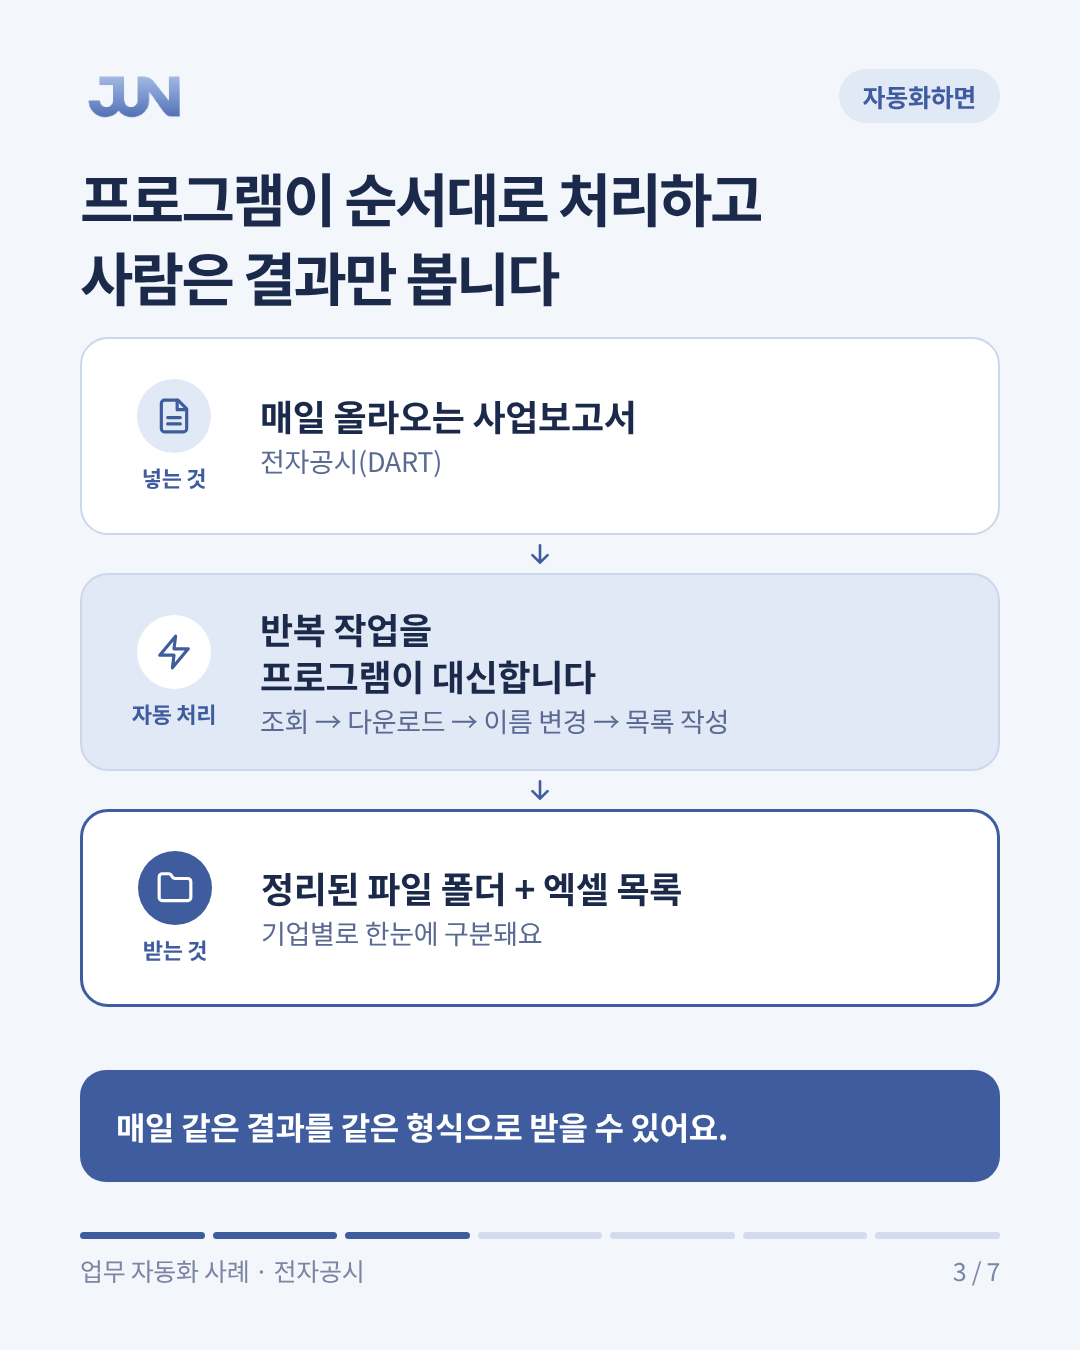 JUN
자동화하면
프로그램이 순서대로 처리하고
사람은 결과만 봅니다
넣는 것
매일 올라오는 사업보고서
전자공시(DART)
↓
자동 처리
반복 작업을
프로그램이 대신합니다
조회 → 다운로드 → 이름 변경 → 목록 작성
↓
받는 것
정리된 파일 폴더 + 엑셀 목록
기업별로 한눈에 구분돼요
매일 같은 결과를 같은 형식으로 받을 수 있어요.
업무 자동화 사례 · 전자공시
3 / 7